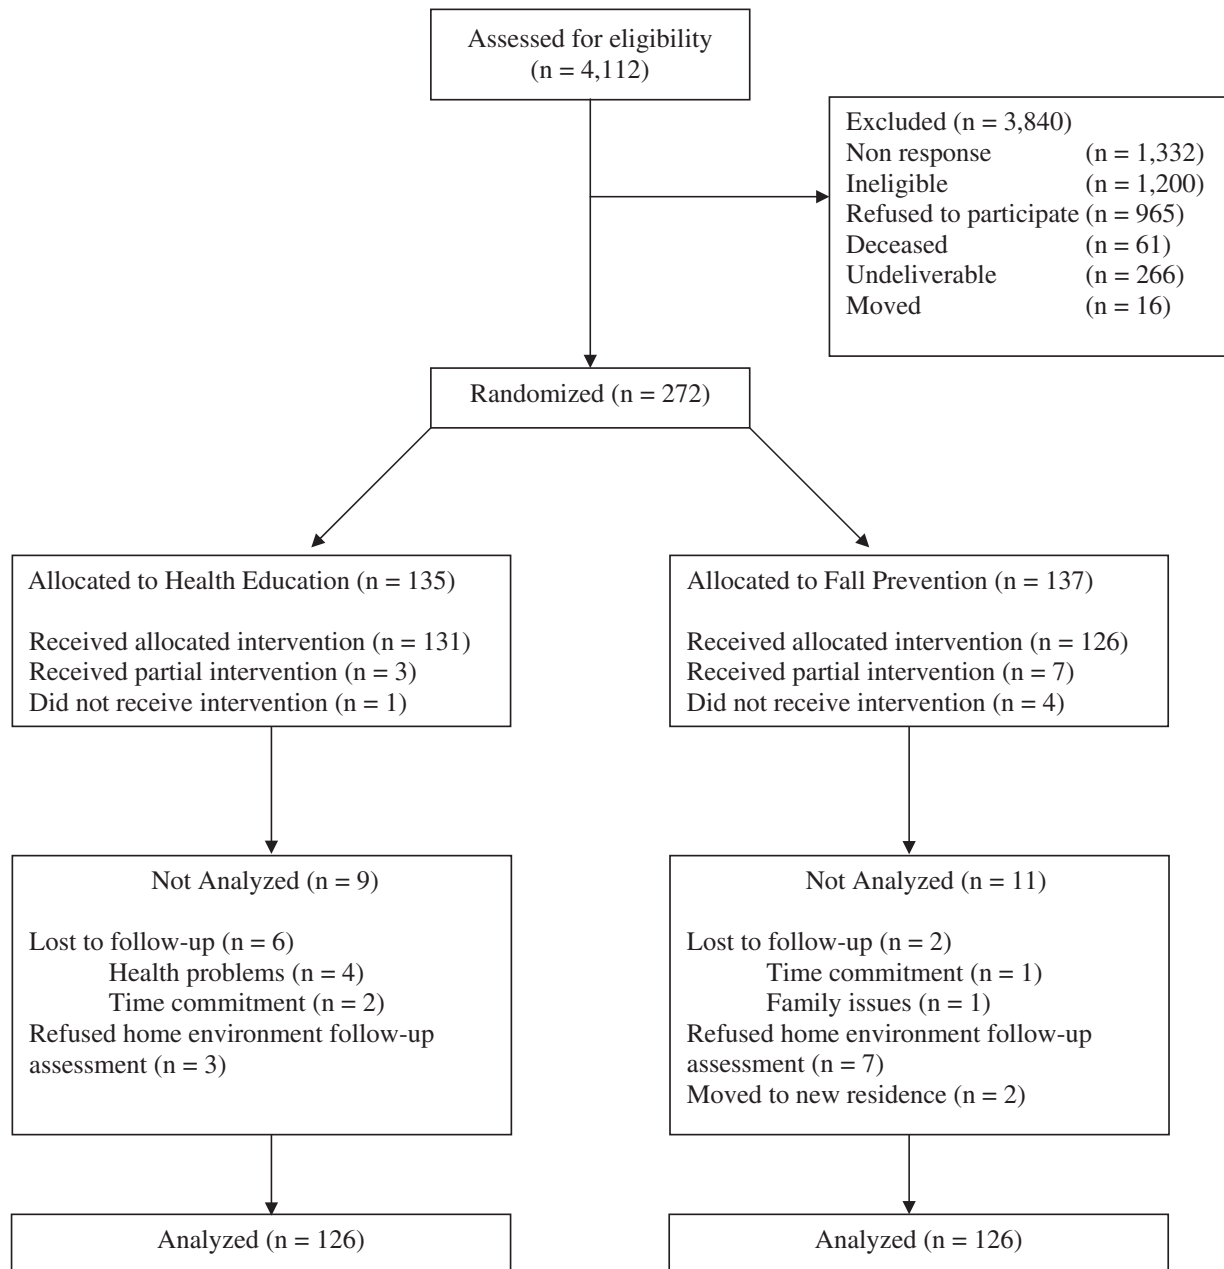 Assessed for eligibility
(n = 4,112)
Excluded (n = 3,840)
Non response (n = 1,332)
Ineligible (n = 1,200)
Refused to participate (n = 965)
Deceased (n = 61)
Undeliverable (n = 266)
Moved (n = 16)
Randomized (n = 272)
Allocated to Health Education (n = 135)
Received allocated intervention (n = 131)
Received partial intervention (n = 3)
Did not receive intervention (n = 1)
Allocated to Fall Prevention (n = 137)
Received allocated intervention (n = 126)
Received partial intervention (n = 7)
Did not receive intervention (n = 4)
Not Analyzed (n = 9)
Lost to follow-up (n = 6)
Health problems (n = 4)
Time commitment (n = 2)
Refused home environment follow-up
assessment (n = 3)
Not Analyzed (n = 11)
Lost to follow-up (n = 2)
Time commitment (n = 1)
Family issues (n = 1)
Refused home environment follow-up
assessment (n = 7)
Moved to new residence (n = 2)
Analyzed (n = 126)
Analyzed (n = 126)